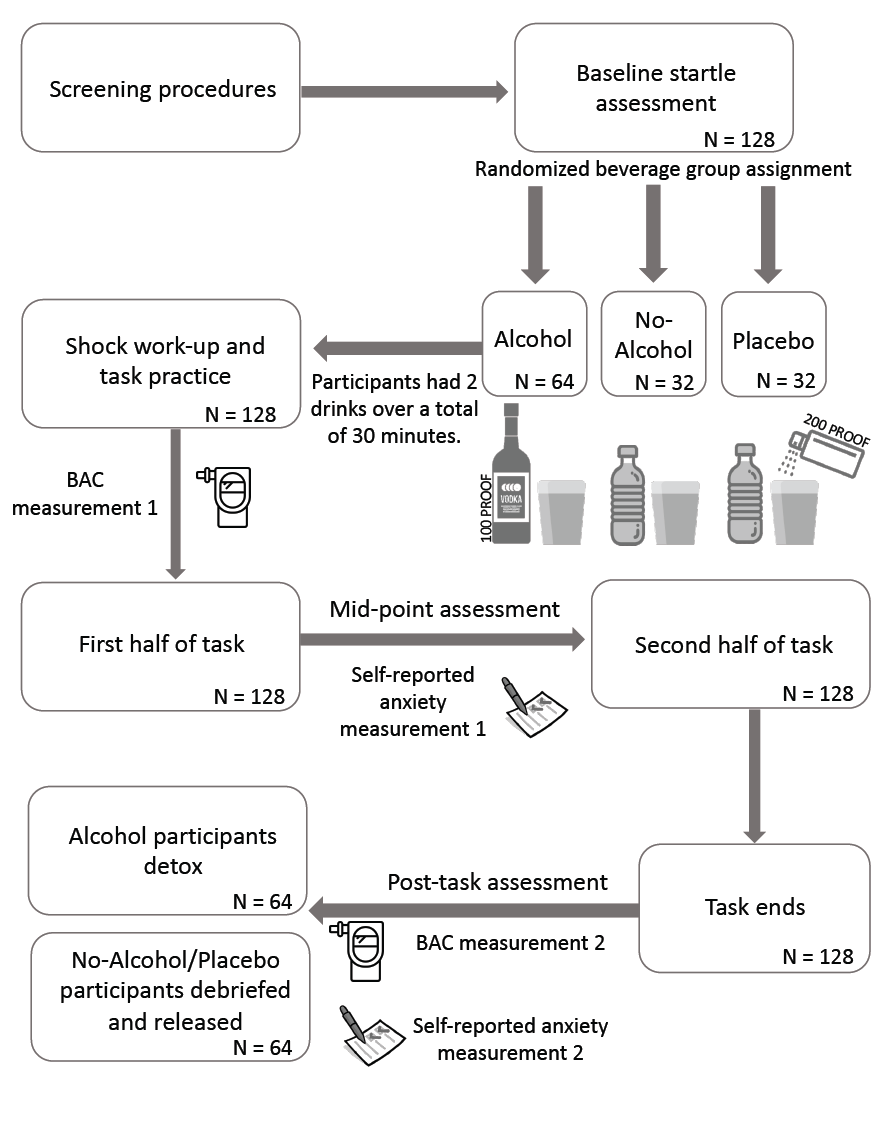 Screening procedures
Baseline startle
assessment
N = 128
Randomized beverage group assignment
Alcohol
N = 64
No-
Alcohol
N = 32
Placebo
N = 32
Shock work-up and
task practice
N = 128
Participants had 2
drinks over a total
of 30 minutes.
100 PROOF
VODKA
200 PROOF
BAC
measurement 1
First half of task
N = 128
Mid-point assessment
Self-reported
anxiety
measurement 1
Second half of task
N = 128
Task ends
N = 128
Post-task assessment
BAC measurement 2
Self-reported anxiety
measurement 2
Alcohol participants
detox
N = 64
No-Alcohol/Placebo
participants debriefed
and released
N = 64